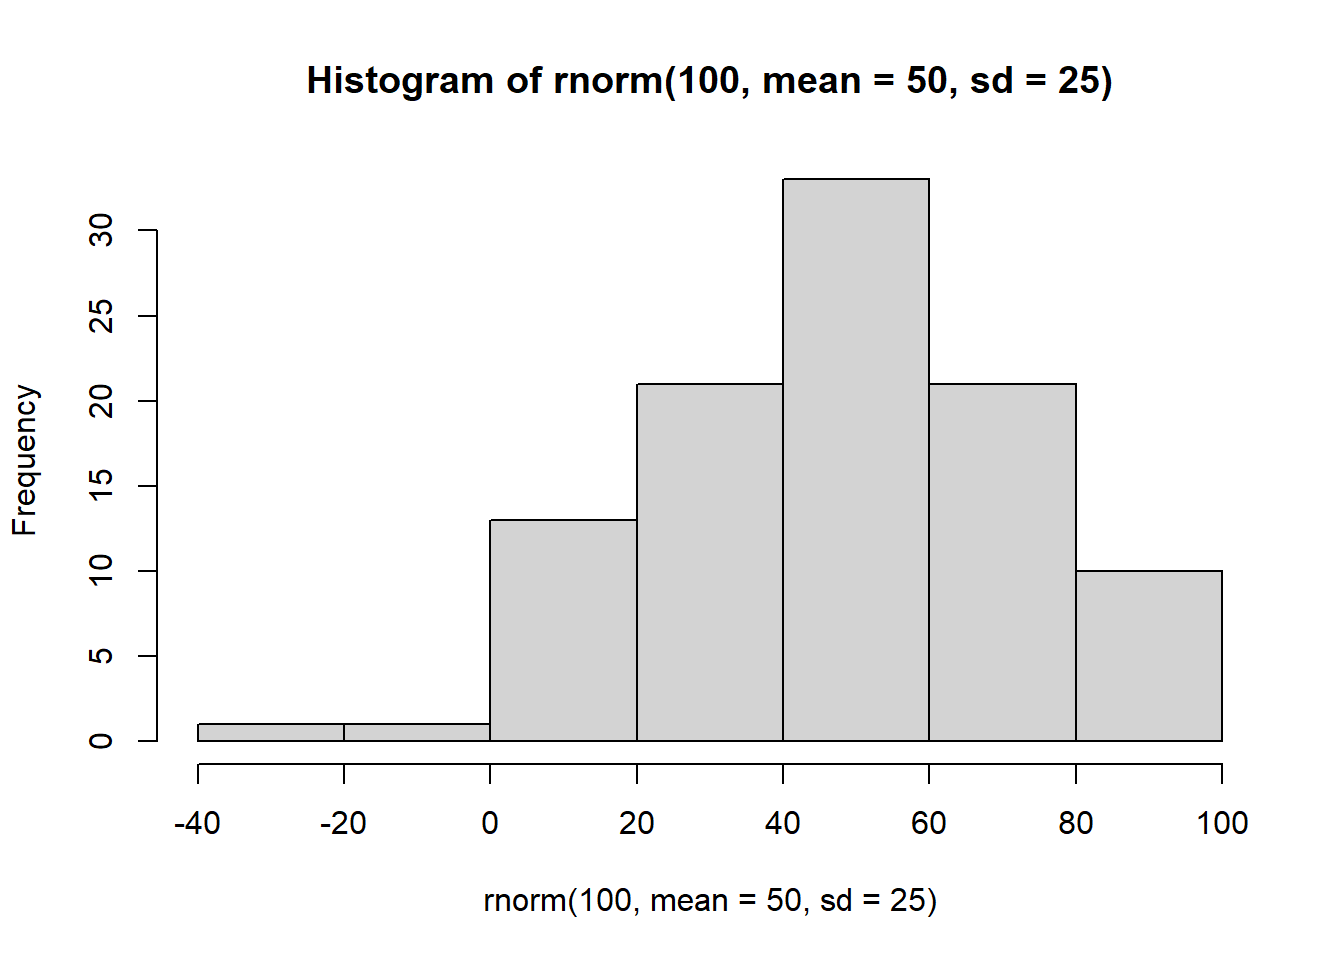 Histogram of rnorm(100, mean = 50, sd = 25)
Frequency
30
25
20
15
10
5
0
-40 -20 0 20 40 60 80 100
rnorm(100, mean = 50, sd = 25)